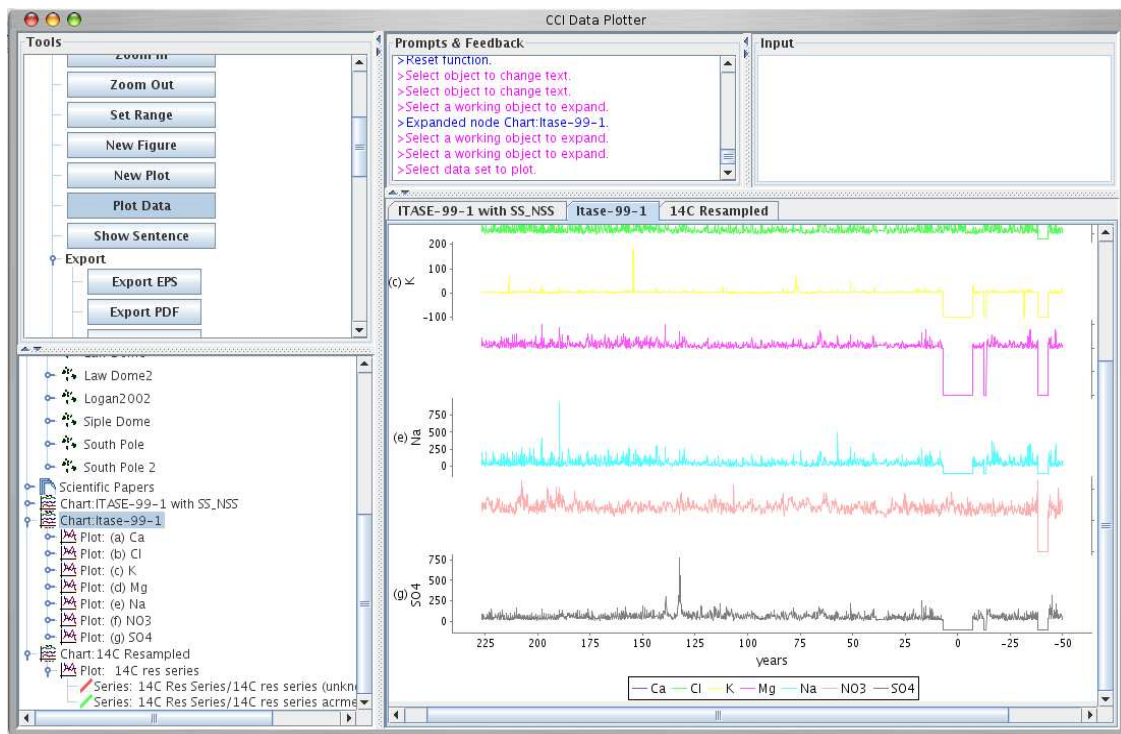 CCI Data Plotter
Tools
Zoom In
Zoom Out
Set Range
New Figure
New Plot
Plot Data
Show Sentence
Export
Export EPS
Export PDF
Prompts & Feedback
>Reset function.
>Select object to change text.
>Select object to change text.
>Select a working object to expand.
>Expanded node Chart:Itase-99-1.
>Select a working object to expand.
>Select a working object to expand.
>Select data set to plot.
Input
Law Dome
Law Dome2
Logan2002
Siple Dome
South Pole
South Pole 2
Scientific Papers
Chart:ITASE-99-1 with SS_NSS
Chart:Itase-99-1
Plot: (a) Ca
Plot: (b) Cl
Plot: (c) K
Plot: (d) Mg
Plot: (e) Na
Plot: (f) NO3
Plot: (g) SO4
Chart:14C Resampled
Plot: 14C res series
Series: 14C Res Series/14C res series (unkn
Series: 14C Res Series/14C res series acrme
ITASE-99-1 with SS_NSS
Itase-99-1
14C Resampled
200
100
0
-100
(c) K
750
500
250
0
(e) Na
750
500
250
0
(g) SO4
225 200 175 150 125 100 75 50 25 0 -25 -50
years
Ca Cl K Mg Na NO3 SO4